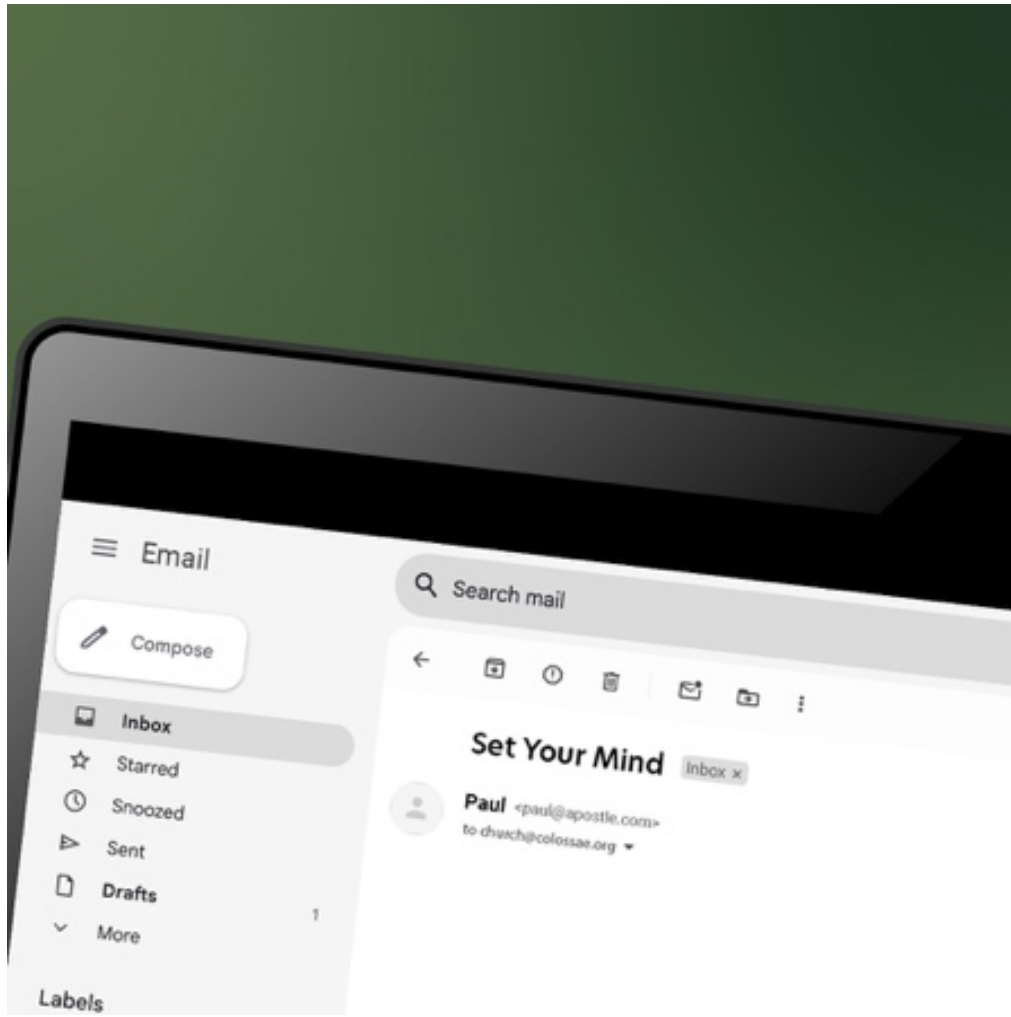 Email
Search mail
Compose
Inbox
Starred
Snoozed
Sent
Drafts 1
More
Labels
Set Your Mind Inbox ×
Paul <paul@apostle.com>
to church@colossae.org